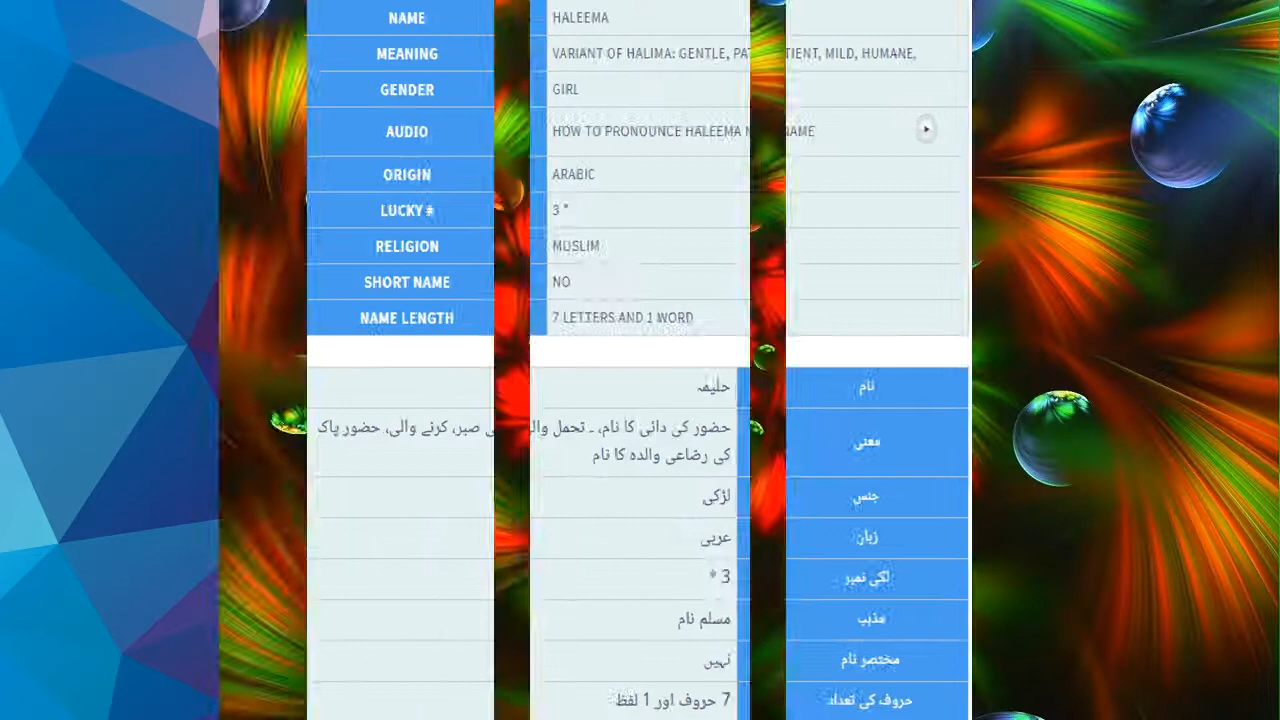 NAME HALEEMA
MEANING VARIANT OF HALIMA: GENTLE, PATIENT, MILD, HUMANE,
GENDER GIRL
AUDIO HOW TO PRONOUNCE HALEEMA NAME
ORIGIN ARABIC
LUCKY # 3 *
RELIGION MUSLIM
SHORT NAME NO
NAME LENGTH 7 LETTERS AND 1 WORD
نام حلیمہ
معنی حضور کی دائی کا نام، ۔ تحمل والی صبر، کرنے والی، حضور پاک
کی رضاعی والدہ کا نام
جنس لڑکی
زبان عربی
لکی نمبر 3 *
مذہب مسلم نام
مختصر نام نہیں
حروف کی تعداد 7 حروف اور 1 لفظ